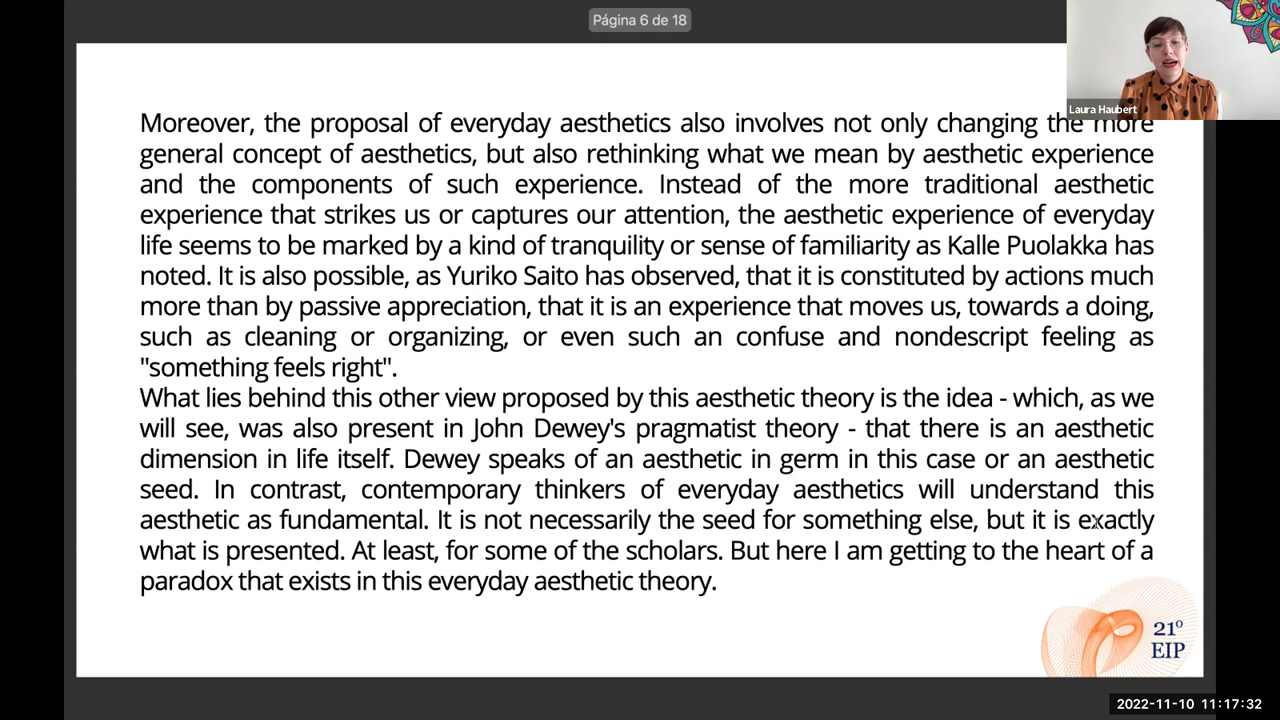 Página 6 de 18
Laura Haubert
Moreover, the proposal of everyday aesthetics also involves not only changing the more
general concept of aesthetics, but also rethinking what we mean by aesthetic experience
and the components of such experience. Instead of the more traditional aesthetic
experience that strikes us or captures our attention, the aesthetic experience of everyday
life seems to be marked by a kind of tranquility or sense of familiarity as Kalle Puolakka has
noted. It is also possible, as Yuriko Saito has observed, that it is constituted by actions much
more than by passive appreciation, that it is an experience that moves us, towards a doing,
such as cleaning or organizing, or even such an confuse and nondescript feeling as
"something feels right".
What lies behind this other view proposed by this aesthetic theory is the idea - which, as we
will see, was also present in John Dewey's pragmatist theory - that there is an aesthetic
dimension in life itself. Dewey speaks of an aesthetic in germ in this case or an aesthetic
seed. In contrast, contemporary thinkers of everyday aesthetics will understand this
aesthetic as fundamental. It is not necessarily the seed for something else, but it is exactly
what is presented. At least, for some of the scholars. But here I am getting to the heart of a
paradox that exists in this everyday aesthetic theory.
21º
EIP
2022-11-10 11:17:32